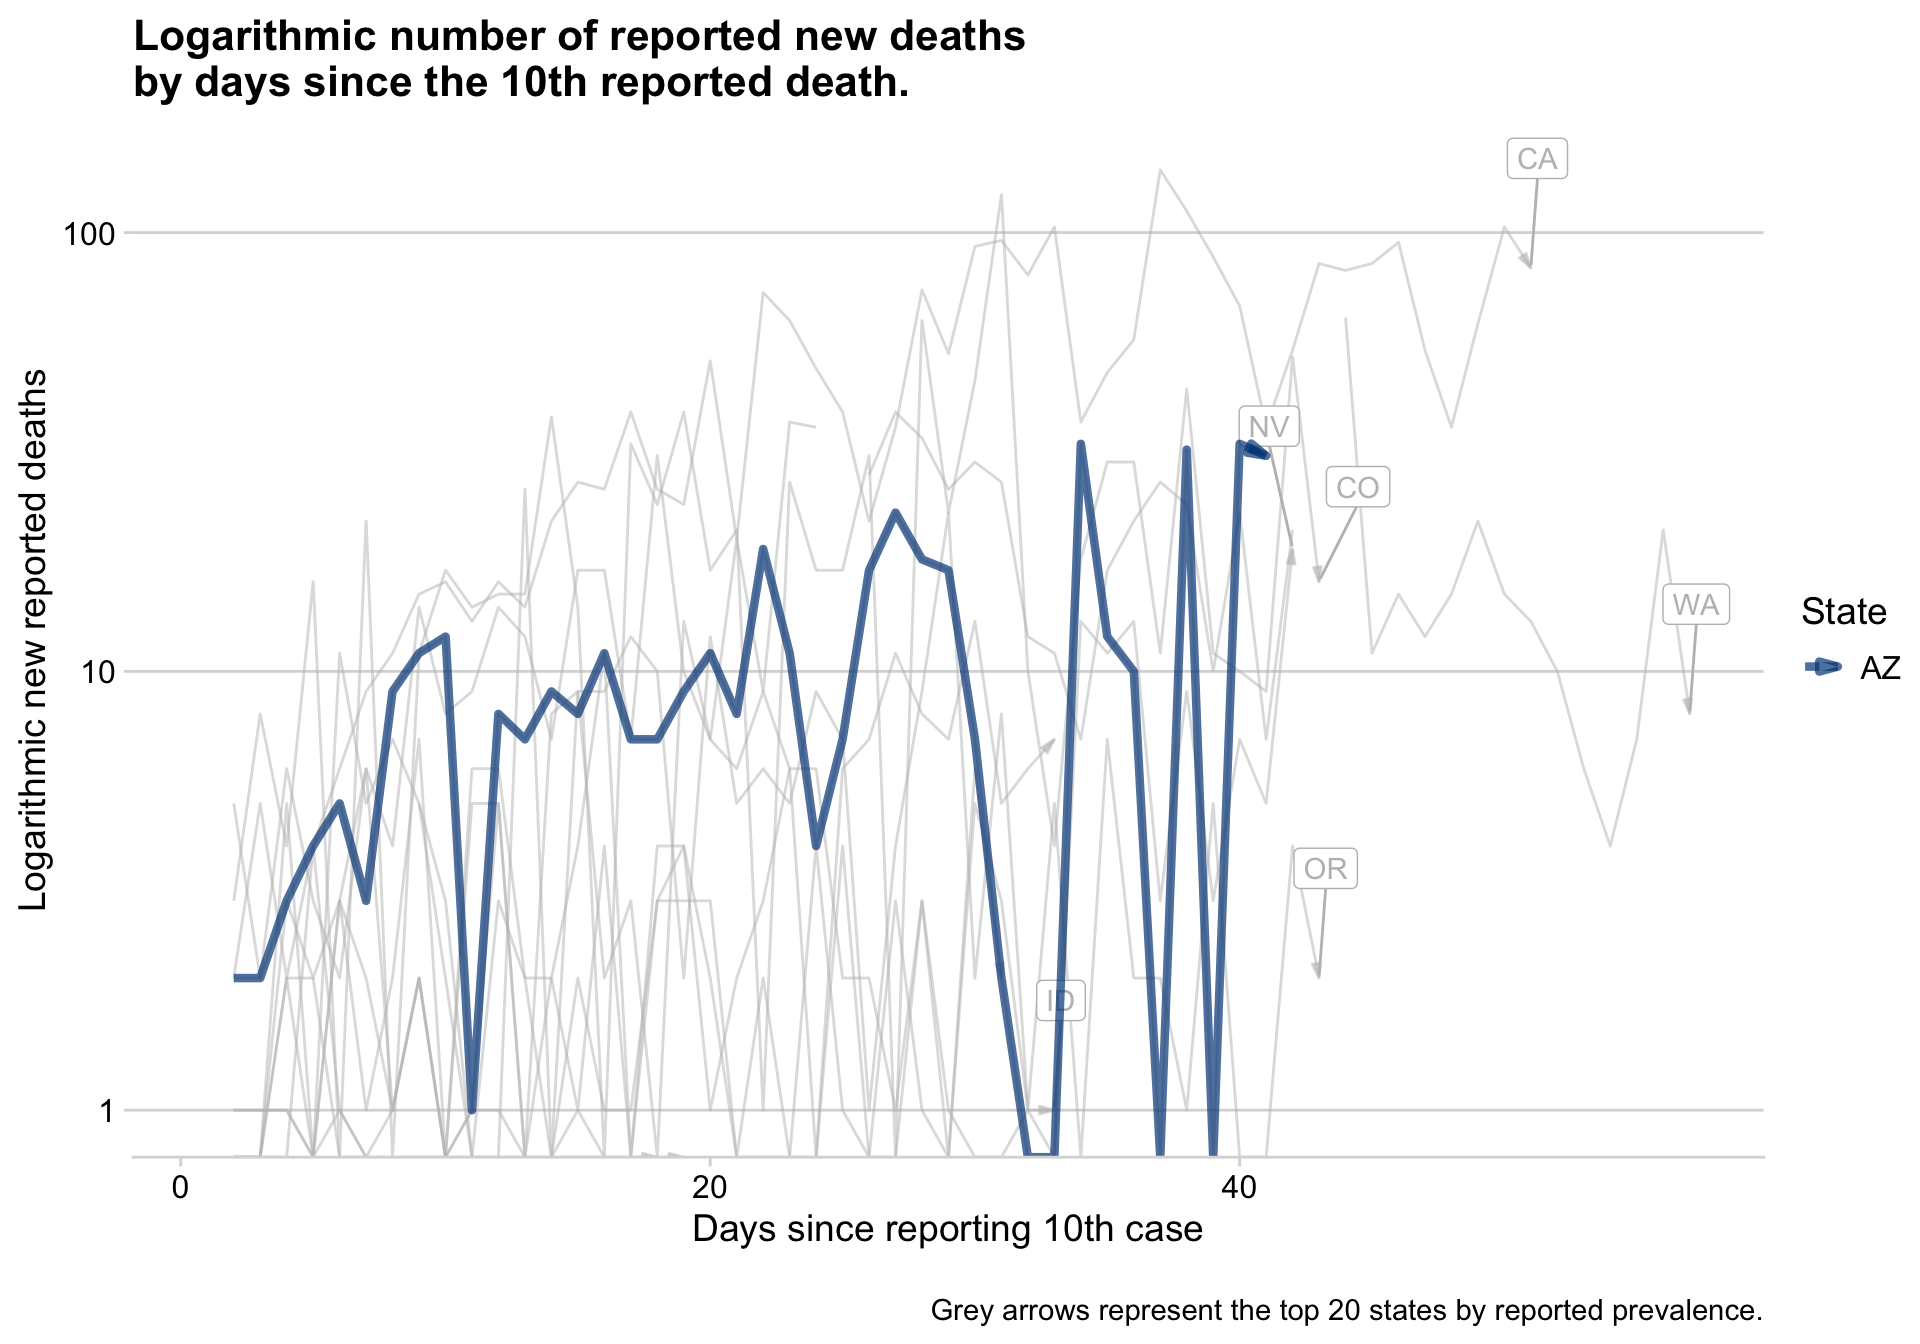 Logarithmic number of reported new deaths
by days since the 10th reported death.
Logarithmic new reported deaths
100
10
1
CA
NV
CO
WA
OR
ID
State
AZ
0
20
40
Days since reporting 10th case
Grey arrows represent the top 20 states by reported prevalence.